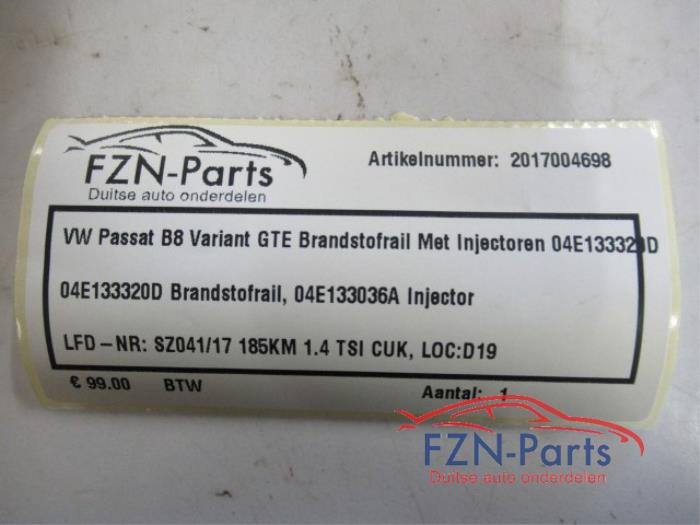 FZN-Parts
Duitse auto onderdelen
Artikelnummer: 2017004698
VW Passat B8 Variant GTE Brandstofrail Met Injectoren 04E133320D
04E133320D Brandstofrail, 04E133036A Injector
LFD-NR: SZ041/17 185KM 1.4 TSI CUK, LOC:D19
€ 99.00 BTW Aantal: 1
FZN-Parts
Duitse auto onderdelen